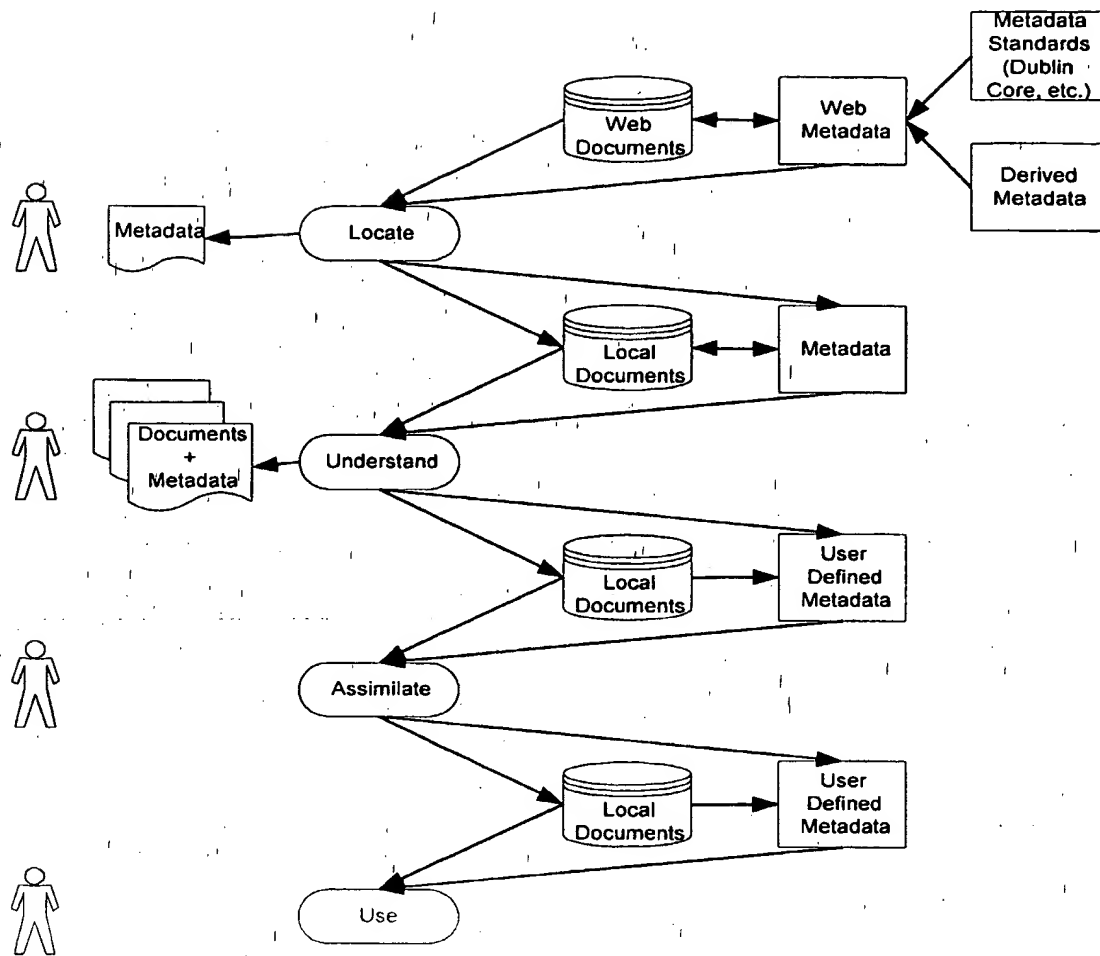 Metadata
Standards
(Dublin
Core, etc.)
Web
Documents
Web
Metadata
Derived
Metadata
Metadata
Locate
Local
Documents
Metadata
Documents
+
Metadata
Understand
Local
Documents
User
Defined
Metadata
Assimilate
Local
Documents
User
Defined
Metadata
Use